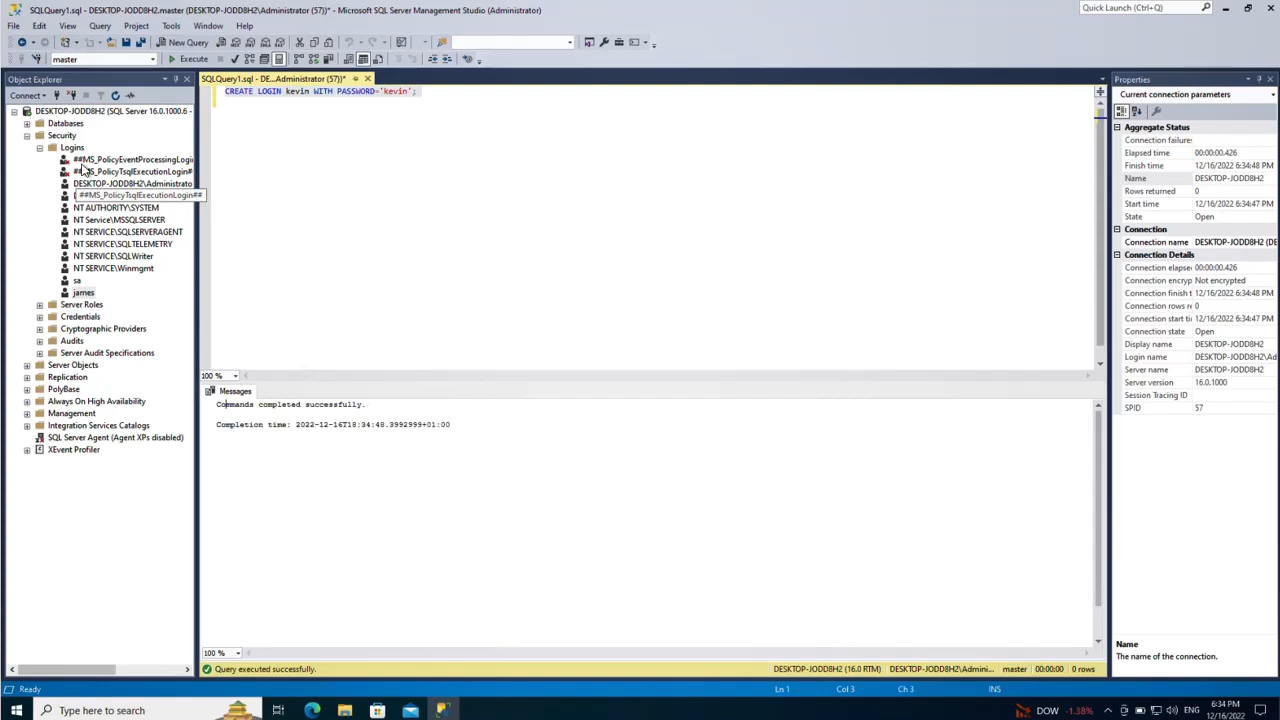 SQLQuery1.sql - DESKTOP-JODD8H2.master (DESKTOP-JODD8H2\Administrator (57))* - Microsoft SQL Server Management Studio (Administrator)
Quick Launch (Ctrl+Q)
File Edit View Query Project Tools Window Help
New Query
master
Execute
Object Explorer
Connect
DESKTOP-JODD8H2 (SQL Server 16.0.1000.6 -
Databases
Security
Logins
##MS_PolicyEventProcessingLogi
##MS_PolicyTsqlExecutionLogin#
DESKTOP-JODD8H2\Administrato
##MS_PolicyTsqlExecutionLogin##
NT AUTHORITY\SYSTEM
NT Service\MSSQLSERVER
NT SERVICE\SQLSERVERAGENT
NT SERVICE\SQLTELEMETRY
NT SERVICE\SQLWriter
NT SERVICE\Winmgmt
sa
james
Server Roles
Credentials
Cryptographic Providers
Audits
Server Audit Specifications
Server Objects
Replication
PolyBase
Always On High Availability
Management
Integration Services Catalogs
SQL Server Agent (Agent XPs disabled)
XEvent Profiler
SQLQuery1.sql - DE...Administrator (57))*
CREATE LOGIN kevin WITH PASSWORD='kevin';
100 %
Messages
Commands completed successfully.
Completion time: 2022-12-16T18:34:48.3992999+01:00
100 %
Query executed successfully.
DESKTOP-JODD8H2 (16.0 RTM) DESKTOP-JODD8H2\Admini... master 00:00:00 0 rows
Properties
Current connection parameters
Aggregate Status
Connection failure:
Elapsed time 00:00:00.426
Finish time 12/16/2022 6:34:48 PM
Name DESKTOP-JODD8H2
Rows returned 0
Start time 12/16/2022 6:34:47 PM
State Open
Connection
Connection name DESKTOP-JODD8H2 (DE
Connection Details
Connection elapse 00:00:00.426
Connection encryp Not encrypted
Connection finish t 12/16/2022 6:34:48 PM
Connection rows re 0
Connection start ti 12/16/2022 6:34:47 PM
Connection state Open
Display name DESKTOP-JODD8H2
Login name DESKTOP-JODD8H2\Ad
Server name DESKTOP-JODD8H2
Server version 16.0.1000
Session Tracing ID
SPID 57
Name
The name of the connection.
Ready
Ln 1 Col 3 Ch 3 INS
Type here to search
DOW -1.38%
ENG
6:34 PM
12/16/2022